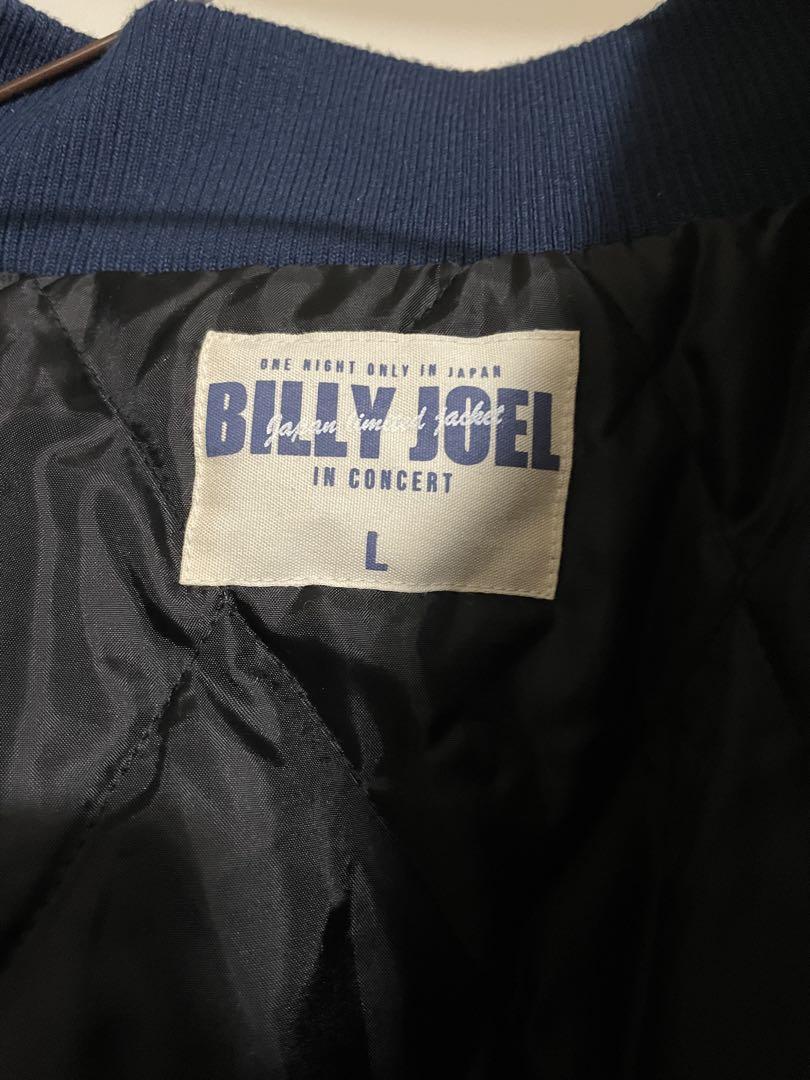 ONE NIGHT ONLY IN JAPAN
BILLY JOEL
Japan limited jacket
IN CONCERT
L